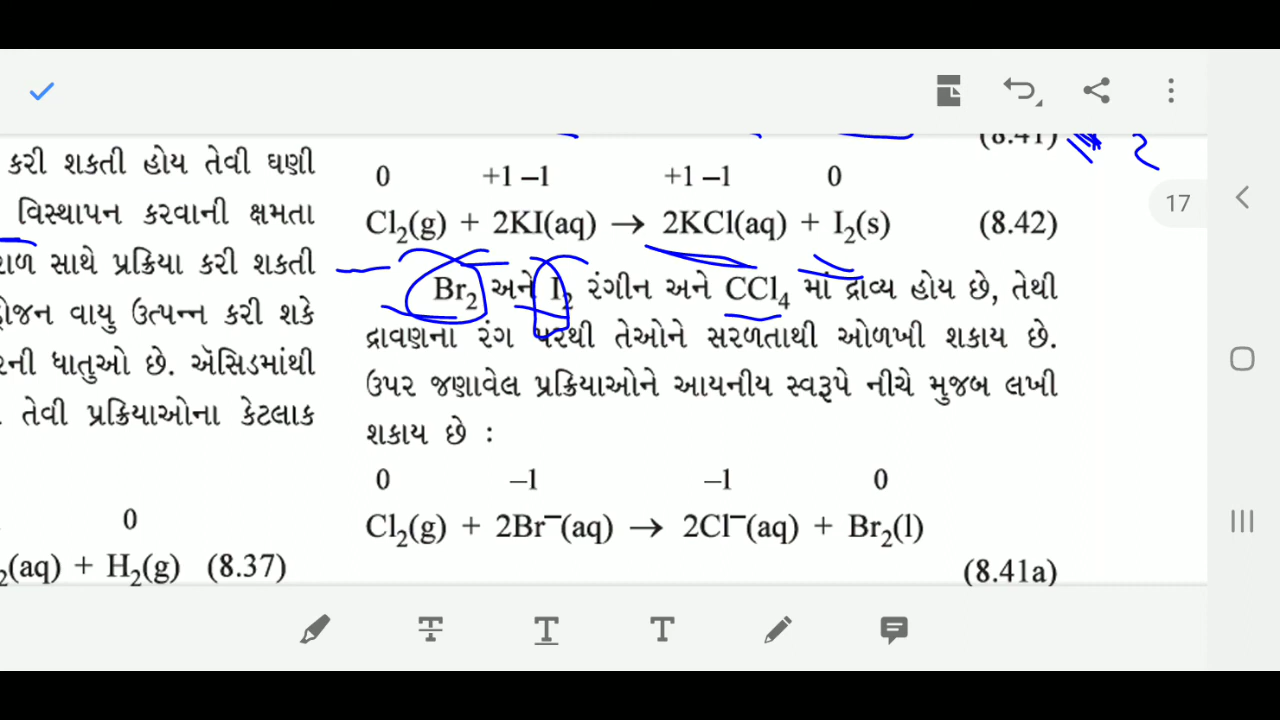 કરી શકતી હોય તેવી ઘણી
વિસ્થાપન કરવાની ક્ષમતા
સાથે પ્રક્રિયા કરી શકતી
વાયુ ઉત્પન્ન કરી શકે
ધાતુઓ છે. ઍસિડમાંથી
તેવી પ્રક્રિયાઓના કેટલાક
0
(aq) + H₂(g) (8.37)
(8.41) 2
0 +1 –1 +1 –1 0
Cl₂(g) + 2KI(aq) → 2KCl(aq) + I₂(s) (8.42)
Br₂ અને I₂ રંગીન અને CCl₄ માં દ્રાવ્ય હોય છે, તેથી
દ્રાવણના રંગ પરથી તેઓને સરળતાથી ઓળખી શકાય છે.
ઉપર જણાવેલ પ્રક્રિયાઓને આયનીય સ્વરૂપે નીચે મુજબ લખી
શકાય છે :
0 –1 –1 0
Cl₂(g) + 2Br⁻(aq) → 2Cl⁻(aq) + Br₂(l)
(8.41a)
17
T T T